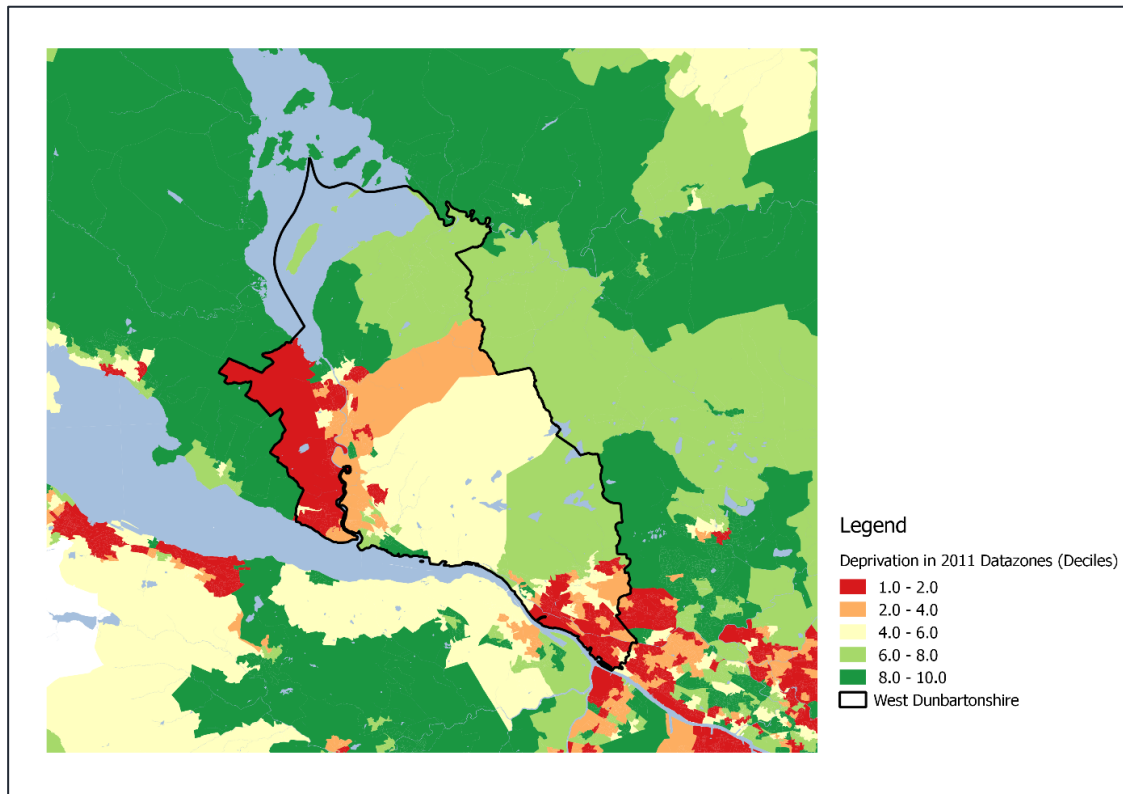 Legend
Deprivation in 2011 Datazones (Deciles)
1.0 - 2.0
2.0 - 4.0
4.0 - 6.0
6.0 - 8.0
8.0 - 10.0
West Dunbartonshire